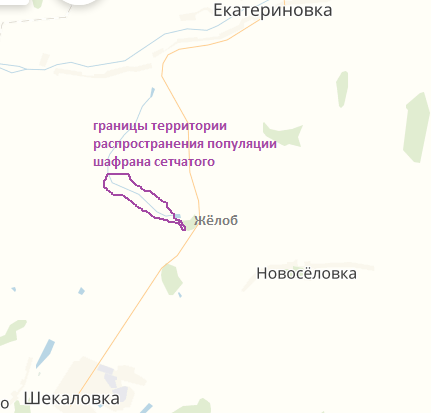 Екатериновка
границы территории
распространения популяции
шафрана сетчатого
Жёлоб
Новосёловка
о
Шекаловка